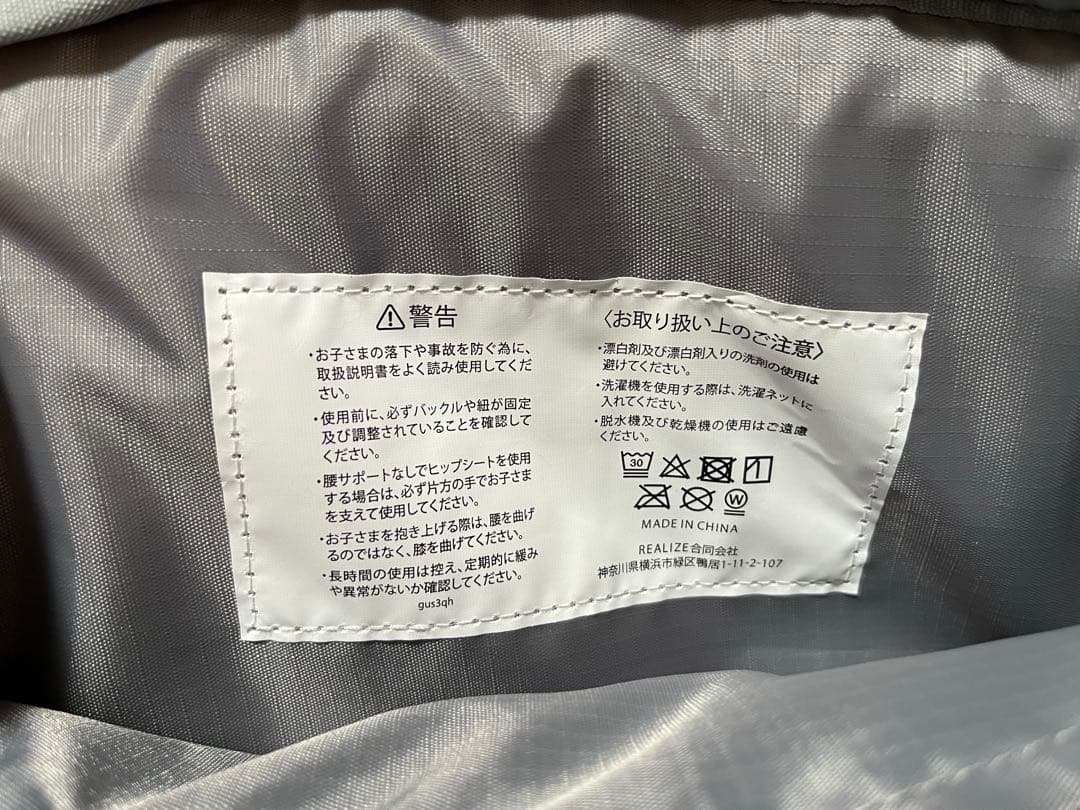 ⚠警告
・お子さまの落下や事故を防ぐ為に、
取扱説明書をよく読み使用してくだ
さい。
・使用前に、必ずバックルや紐が固定
及び調整されていることを確認して
ください。
・腰サポートなしでヒップシートを使用
する場合は、必ず片方の手でお子さま
を支えて使用してください。
・お子さまを抱き上げる際は、腰を曲げ
るのではなく、膝を曲げてください。
・長時間の使用は控え、定期的に緩み
や異常がないか確認してください。
gus3qh
〈お取り扱い上のご注意〉
・漂白剤及び漂白剤入りの洗剤の使用は
避けてください。
・洗濯機を使用する際は、洗濯ネットに
入れてください。
・脱水機及び乾燥機の使用はご遠慮
ください。
30
W
MADE IN CHINA
REALIZE合同会社
神奈川県横浜市緑区鴨居1-11-2-107